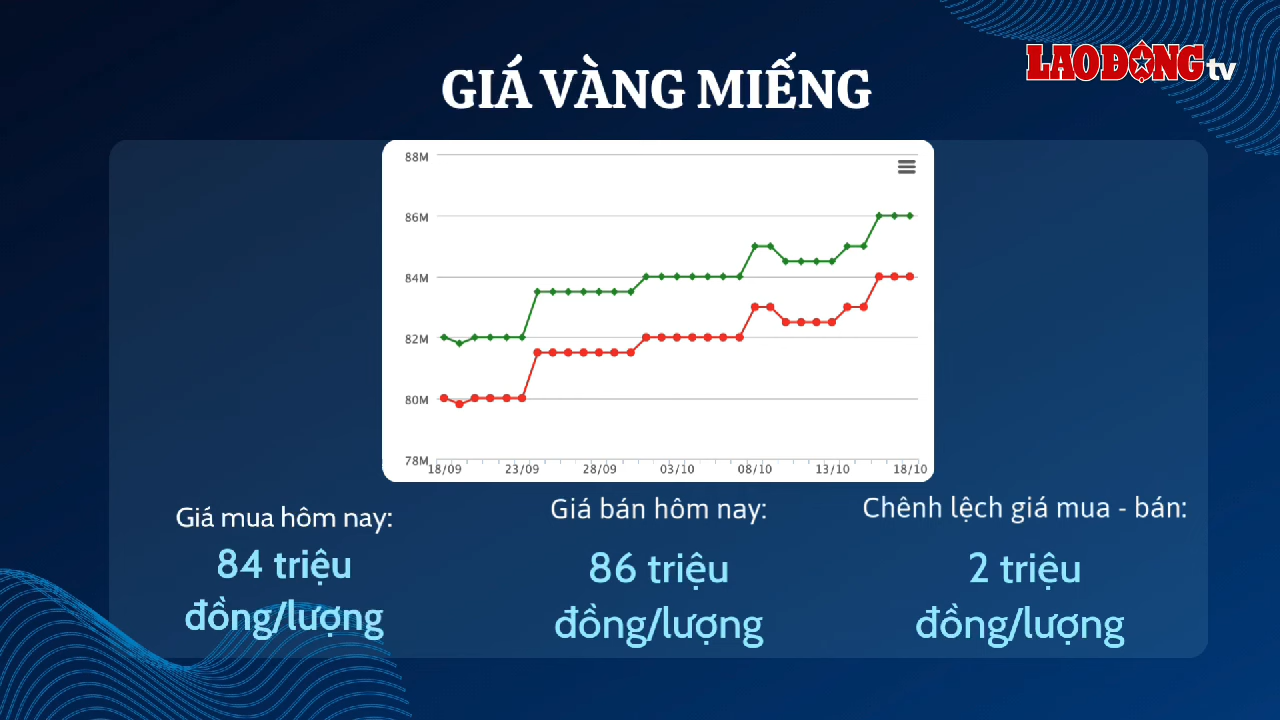 LAO ĐỘNG tv
GIÁ VÀNG MIẾNG
88M
86M
84M
82M
80M
78M
18/09 23/09 28/09 03/10 08/10 13/10 18/10
Giá mua hôm nay:
84 triệu
đồng/lượng
Giá bán hôm nay:
86 triệu
đồng/lượng
Chênh lệch giá mua - bán:
2 triệu
đồng/lượng